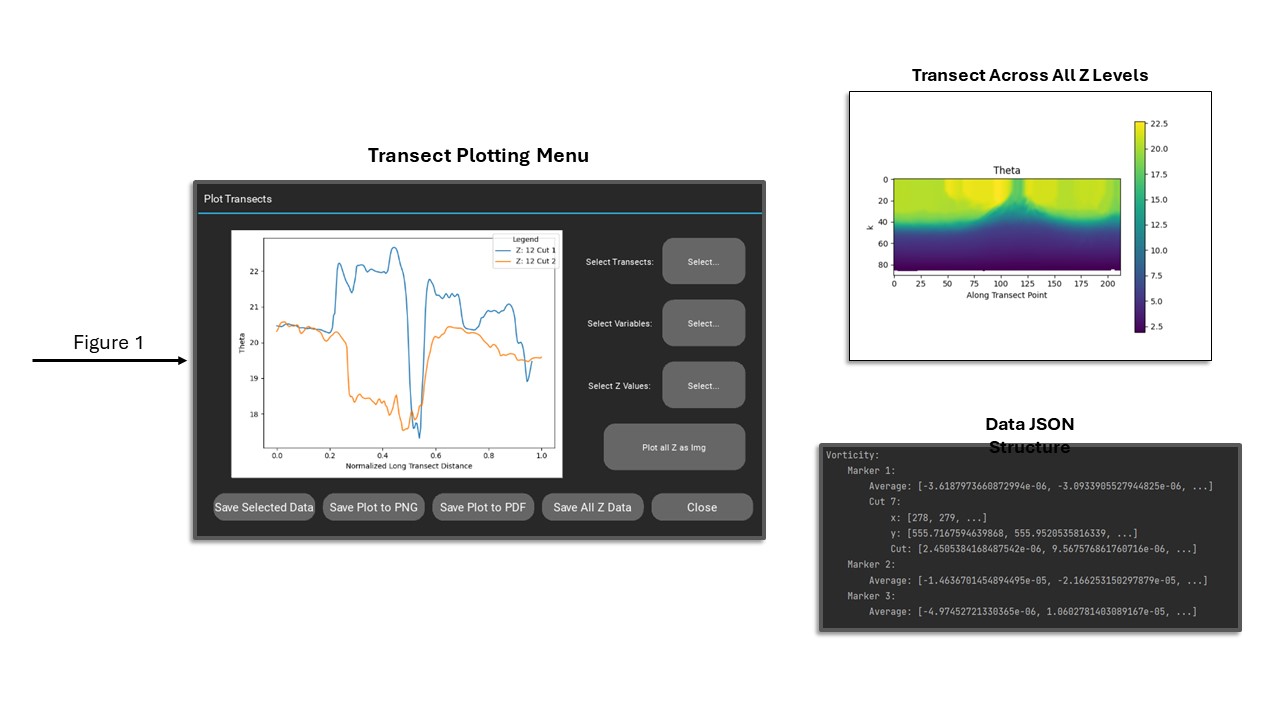 Figure 1
Transect Plotting Menu
Plot Transects
Legend
Z: 12 Cut 1
Z: 12 Cut 2
22
21
20
19
18
Theta
0.0 0.2 0.4 0.6 0.8 1.0
Normalized Long Transect Distance
Select Transects: Select...
Select Variables: Select...
Select Z Values: Select...
Plot all Z as Img
Save Selected Data Save Plot to PNG Save Plot to PDF Save All Z Data Close
Transect Across All Z Levels
Theta
0
20
40
60
80
k
0 25 50 75 100 125 150 175 200
Along Transect Point
22.5
20.0
17.5
15.0
12.5
10.0
7.5
5.0
2.5
Data JSON
Structure
Vorticity:
Marker 1:
Average: [-3.6187973660872994e-06, -3.0933905527944825e-06, ...]
Cut 7:
x: [278, 279, ...]
y: [555.7167594639868, 555.9520535816339, ...]
Cut: [2.4505384168487542e-06, 9.567576861760716e-06, ...]
Marker 2:
Average: [-1.4636701454894495e-05, -2.166253150297879e-05, ...]
Marker 3:
Average: [-4.97452721330365e-06, 1.0602781403089167e-05, ...]